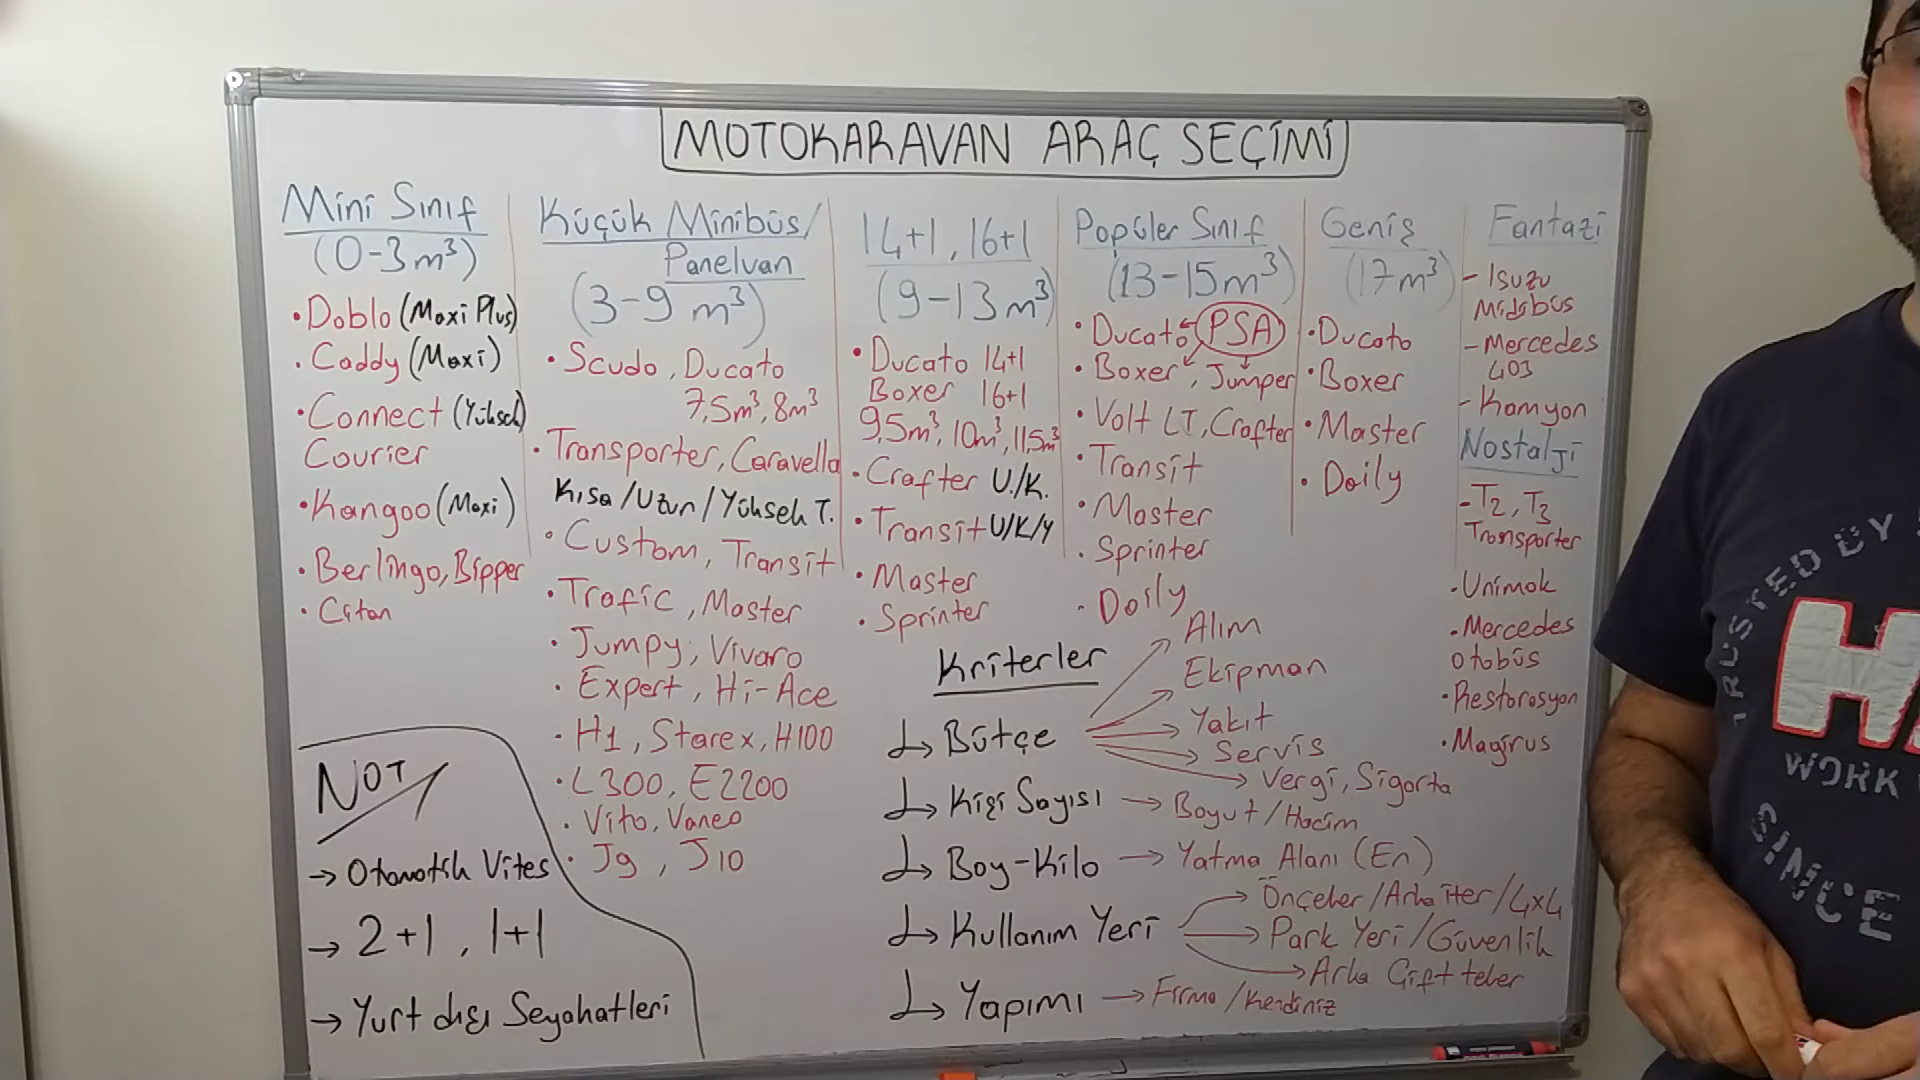 MOTOKARAVAN ARAÇ SEÇİMİ
Mini Sınıf
(0-3 m³)
• Doblo (Maxi Plus)
• Caddy (Maxi)
• Connect (Yüksek)
Courier
• Kangoo (Maxi)
• Berlingo, Bipper
• Citan
Küçük Minibüs/
Panelvan
(3-9 m³)
• Scudo, Ducato
7,5m³, 8m³
• Transporter, Caravella
Kısa/Uzun/Yüksek T.
• Custom, Transit
• Trafic, Master
• Jumpy, Vivaro
• Expert, Hi-Ace
• H1, Starex, H100
• L300, E2200
• Vito, Vaneo
• J9, J10
14+1, 16+1
(9-13 m³)
• Ducato 14+1
Boxer 16+1
9,5m³, 10m³, 11,5m³
• Crafter U./K.
• Transit U/K/Y
• Master
• Sprinter
Popüler Sınıf
(13-15m³)
• Ducato PSA
• Boxer, Jumper
• Volt LT, Crafter
• Transit
• Master
• Sprinter
• Daily
Geniş
(17m³)
• Ducato
• Boxer
• Master
• Daily
Fantazi
- Isuzu
Midibüs
- Mercedes
403
- Kamyon
Nostalji
- T2, T3
Transporter
• Unimok
• Mercedes
otobüs
• Restorasyon
• Magirus
Kriterler
↳ Bütçe
→ Alım
→ Ekipman
→ Yakıt
→ Servis
→ Vergi, Sigorta
↳ Kişi Sayısı → Boyut/Hacim
↳ Boy-Kilo → Yatma Alanı (En)
↳ Kullanım Yeri
→ Önçeker/Arka İter/4x4
→ Park Yeri/Güvenlik
→ Arka Çift teker
↳ Yapımı → Firma/Kendiniz
NOT
→ Otomatik Vites
→ 2+1, 1+1
→ Yurt dışı Seyahatleri
TRUSTED BY
H
WORK
SINCE